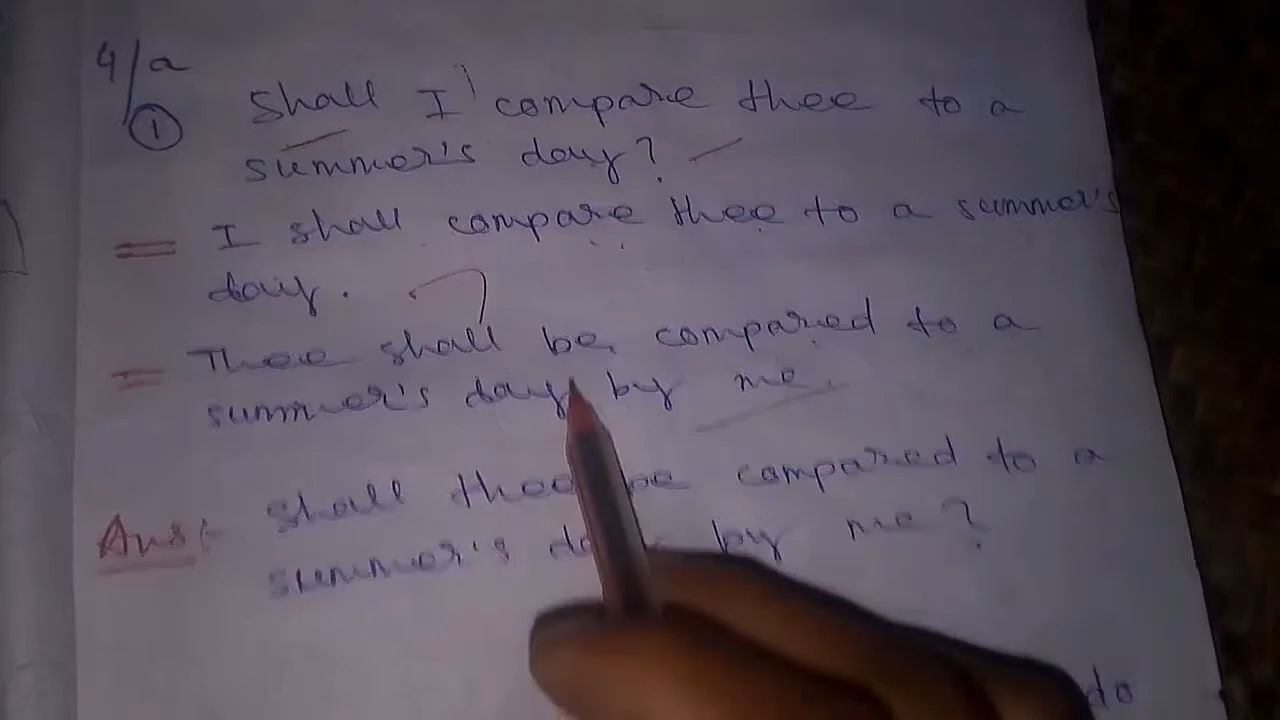 4/a
① Shall I compare thee to a
summer's day?
= I shall compare thee to a summer's
day.
= Thee shall be compared to a
summer's day by me.
Ans:- Shall thee be compared to a
summer's by me?
do